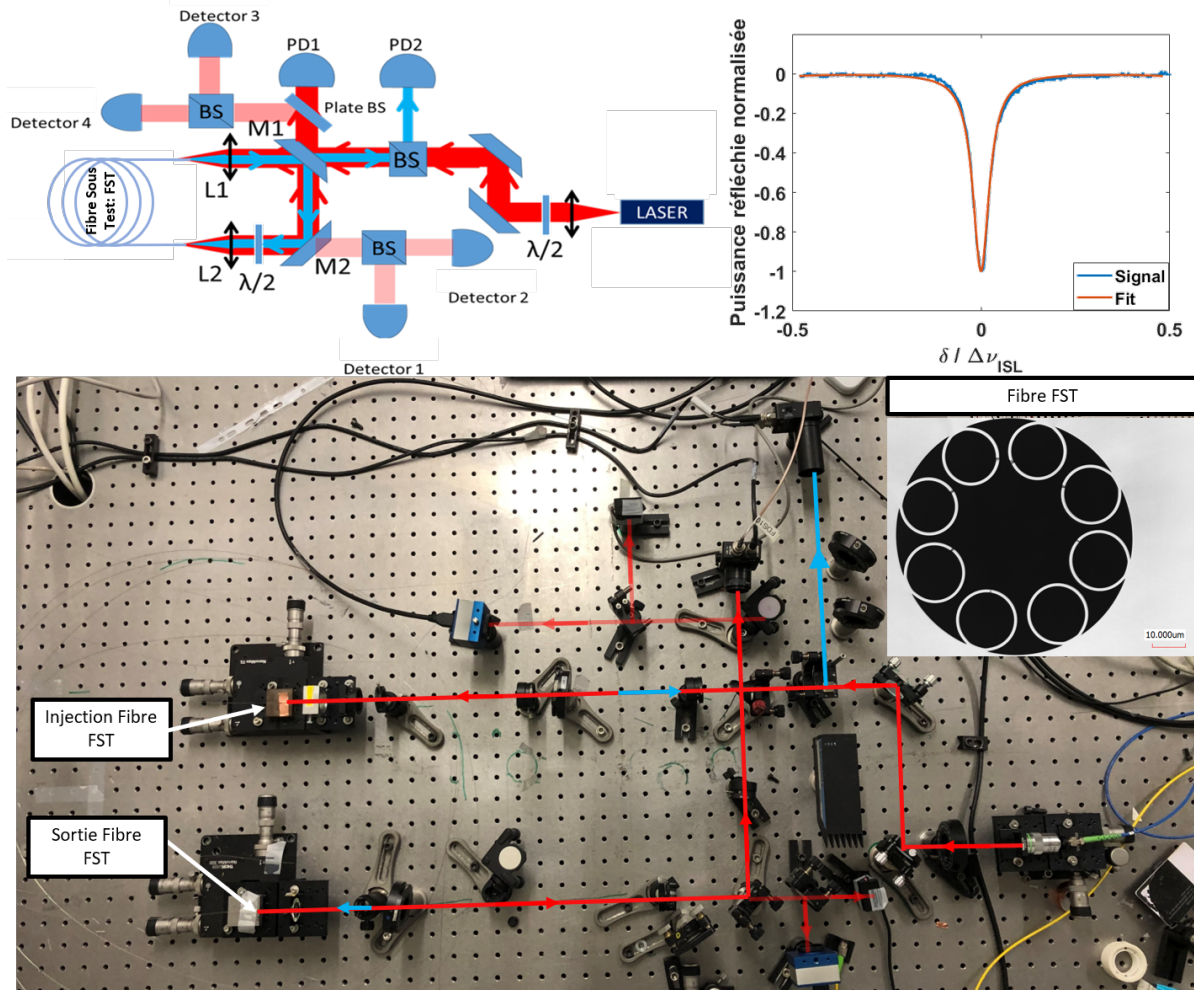 Detector 3
PD1
PD2
Plate BS
BS
Detector 4
M1
BS
L1
Fibre Sous
Test: FST
LASER
λ/2
L2
λ/2
M2
BS
Detector 2
Detector 1
Puissance réfléchie normalisée
0
-0.2
-0.4
-0.6
-0.8
-1
-1.2
-0.5
0
0.5
Signal
Fit
δ / Δν_ISL
Fibre FST
10.000um
Injection Fibre
FST
Sortie Fibre
FST